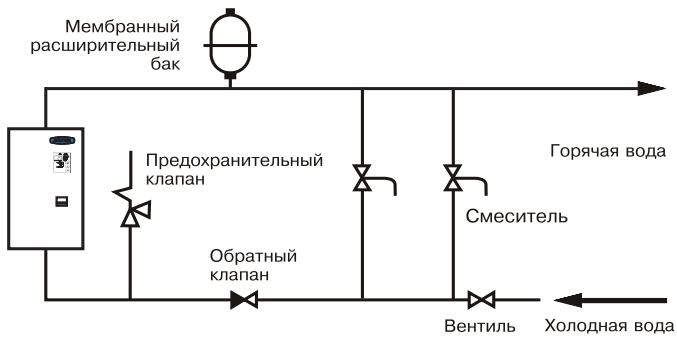 Мембранный
расширительный
бак
Горячая вода
Предохранительный
клапан
Смеситель
Обратный
клапан
Вентиль
Холодная вода